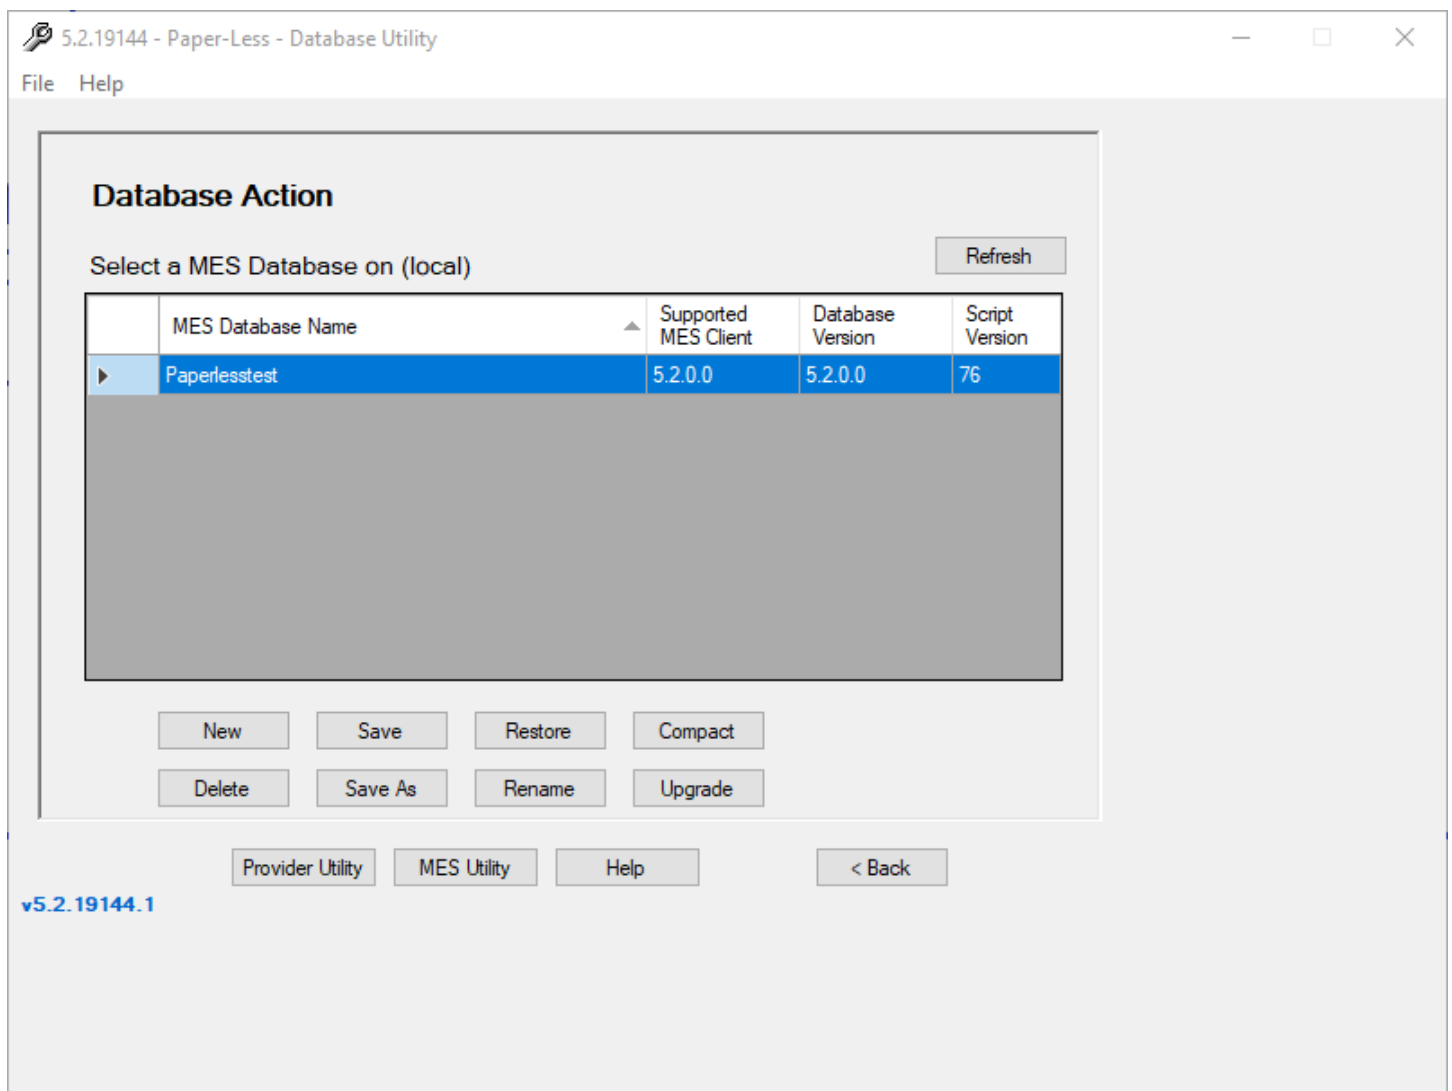 5.2.19144 - Paper-Less - Database Utility
File Help
Database Action
Refresh
Select a MES Database on (local)
MES Database Name Supported MES Client Database Version Script Version
Paperlesstest 5.2.0.0 5.2.0.0 76
New Save Restore Compact
Delete Save As Rename Upgrade
Provider Utility MES Utility Help < Back
v5.2.19144.1